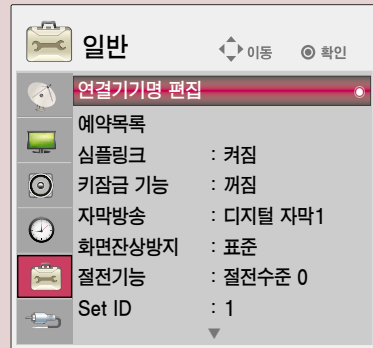 일반 이동 확인
연결기기명 편집
예약목록
심플링크 : 켜짐
키잠금 기능 : 꺼짐
자막방송 : 디지털 자막1
화면잔상방지 : 표준
절전기능 : 절전수준 0
Set ID : 1